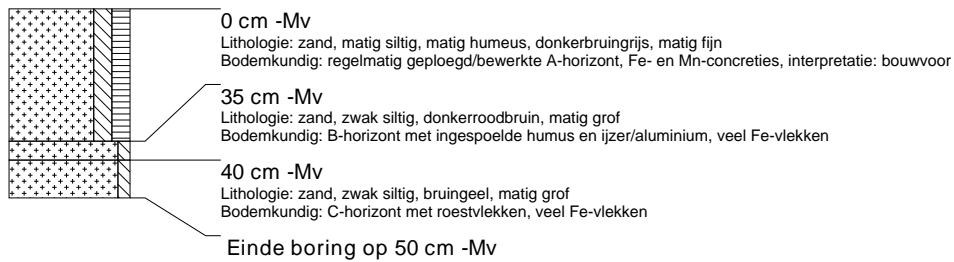 0 cm -Mv
Lithologie: zand, matig siltig, matig humeus, donkerbruingrijs, matig fijn
Bodemkundig: regelmatig geploegd/bewerkte A-horizont, Fe- en Mn-concreties, interpretatie: bouwvoor
35 cm -Mv
Lithologie: zand, zwak siltig, donkerroodbruin, matig grof
Bodemkundig: B-horizont met ingespoelde humus en ijzer/aluminium, veel Fe-vlekken
40 cm -Mv
Lithologie: zand, zwak siltig, bruingeel, matig grof
Bodemkundig: C-horizont met roestvlekken, veel Fe-vlekken
Einde boring op 50 cm -Mv